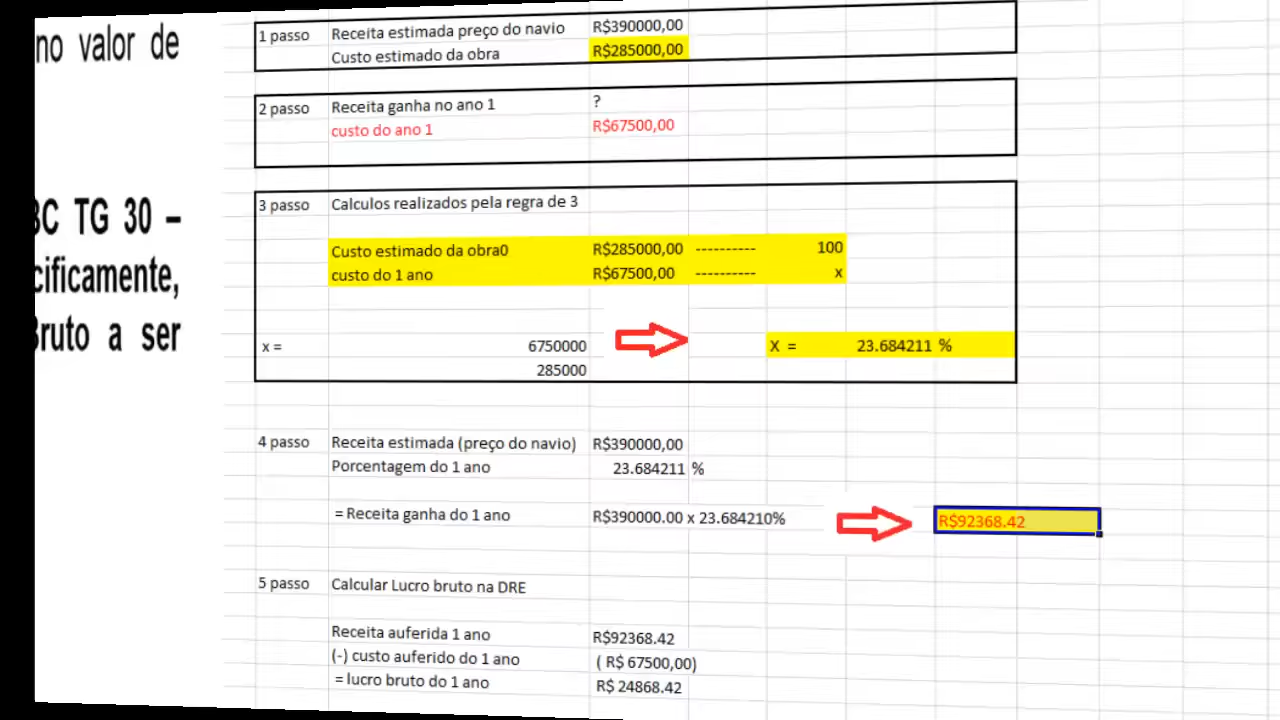 no valor de
BC TG 30 –
cificamente,
Bruto a ser
1 passo Receita estimada preço do navio R$390000,00
Custo estimado da obra R$285000,00
2 passo Receita ganha no ano 1 ?
custo do ano 1 R$67500,00
3 passo Calculos realizados pela regra de 3
Custo estimado da obra0 R$285000,00 ---------- 100
custo do 1 ano R$67500,00 ---------- x
x = 6750000 X = 23.684211 %
285000
4 passo Receita estimada (preço do navio) R$390000,00
Porcentagem do 1 ano 23.684211 %
= Receita ganha do 1 ano R$390000.00 x 23.684210% R$92368.42
5 passo Calcular Lucro bruto na DRE
Receita auferida 1 ano R$92368.42
(-) custo auferido do 1 ano ( R$ 67500,00)
= lucro bruto do 1 ano R$ 24868.42